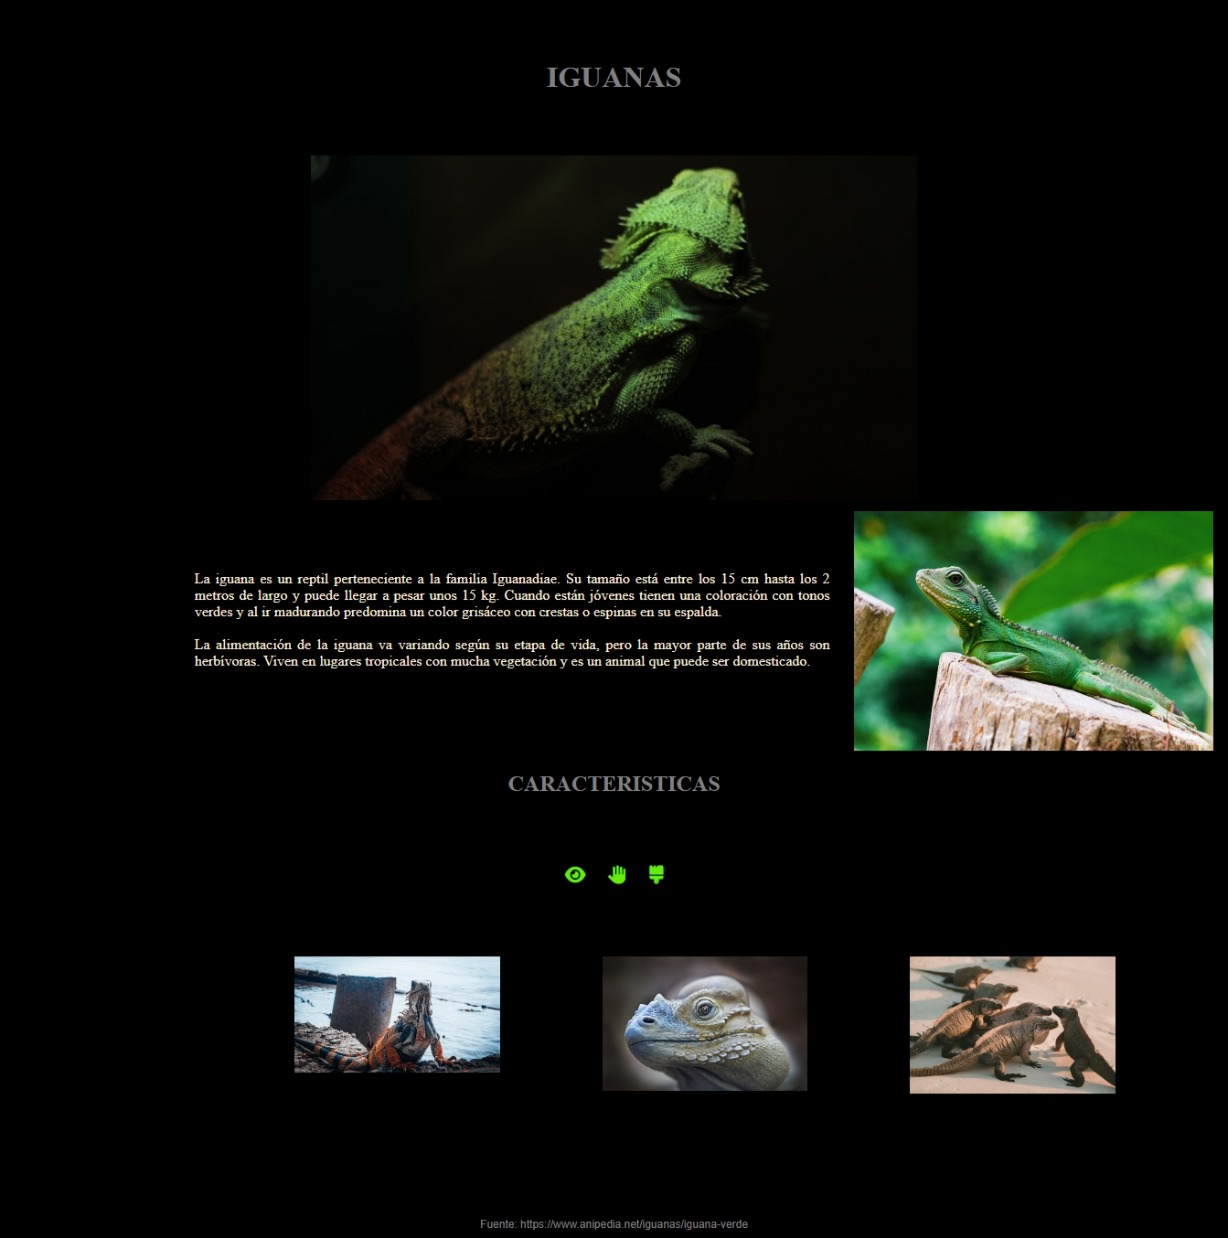 IGUANAS
La iguana es un reptil perteneciente a la familia Iguanadiae. Su tamaño está entre los 15 cm hasta los 2
metros de largo y puede llegar a pesar unos 15 kg. Cuando están jóvenes tienen una coloración con tonos
verdes y al ir madurando predomina un color grisáceo con crestas o espinas en su espalda.
La alimentación de la iguana va variando según su etapa de vida, pero la mayor parte de sus años son
herbívoras. Viven en lugares tropicales con mucha vegetación y es un animal que puede ser domesticado.
CARACTERISTICAS
Fuente: https://www.anipedia.net/iguanas/iguana-verde